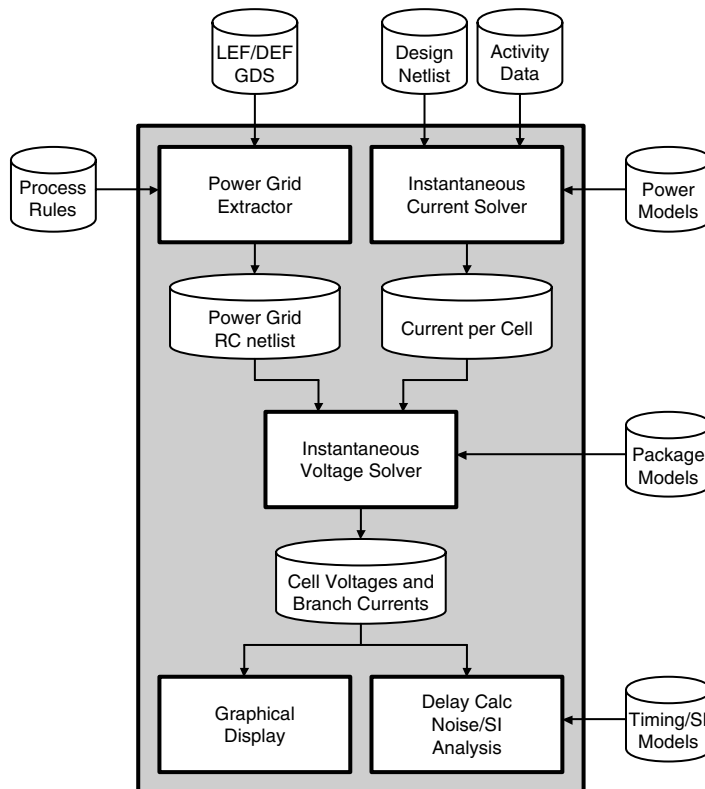 LEF/DEF
GDS
Design
Netlist
Activity
Data
Process
Rules
Power Grid
Extractor
Instantaneous
Current Solver
Power
Models
Power Grid
RC netlist
Current per Cell
Instantaneous
Voltage Solver
Package
Models
Cell Voltages and
Branch Currents
Graphical
Display
Delay Calc
Noise/SI
Analysis
Timing/SI
Models